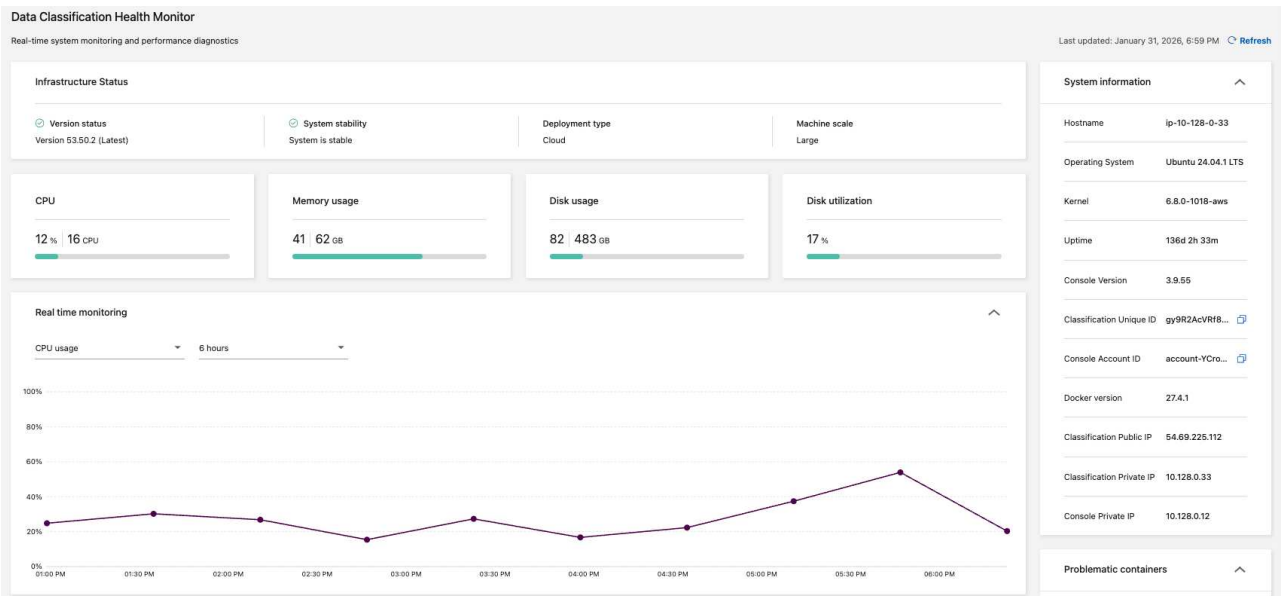 Data Classification Health Monitor
Real-time system monitoring and performance diagnostics
Last updated: January 31, 2026, 6:59 PM Refresh
Infrastructure Status
Version status
Version 53.50.2 (Latest)
System stability
System is stable
Deployment type
Cloud
Machine scale
Large
CPU
12 % 16 CPU
Memory usage
41 62 GB
Disk usage
82 483 GB
Disk utilization
17 %
Real time monitoring
CPU usage
6 hours
100%
80%
60%
40%
20%
0%
01:00 PM 01:30 PM 02:00 PM 02:30 PM 03:00 PM 03:30 PM 04:00 PM 04:30 PM 05:00 PM 05:30 PM 06:00 PM
System information
Hostname ip-10-128-0-33
Operating System Ubuntu 24.04.1 LTS
Kernel 6.8.0-1018-aws
Uptime 136d 2h 33m
Console Version 3.9.55
Classification Unique ID gy9R2AcVRf8...
Console Account ID account-YCro...
Docker version 27.4.1
Classification Public IP 54.69.225.112
Classification Private IP 10.128.0.33
Console Private IP 10.128.0.12
Problematic containers